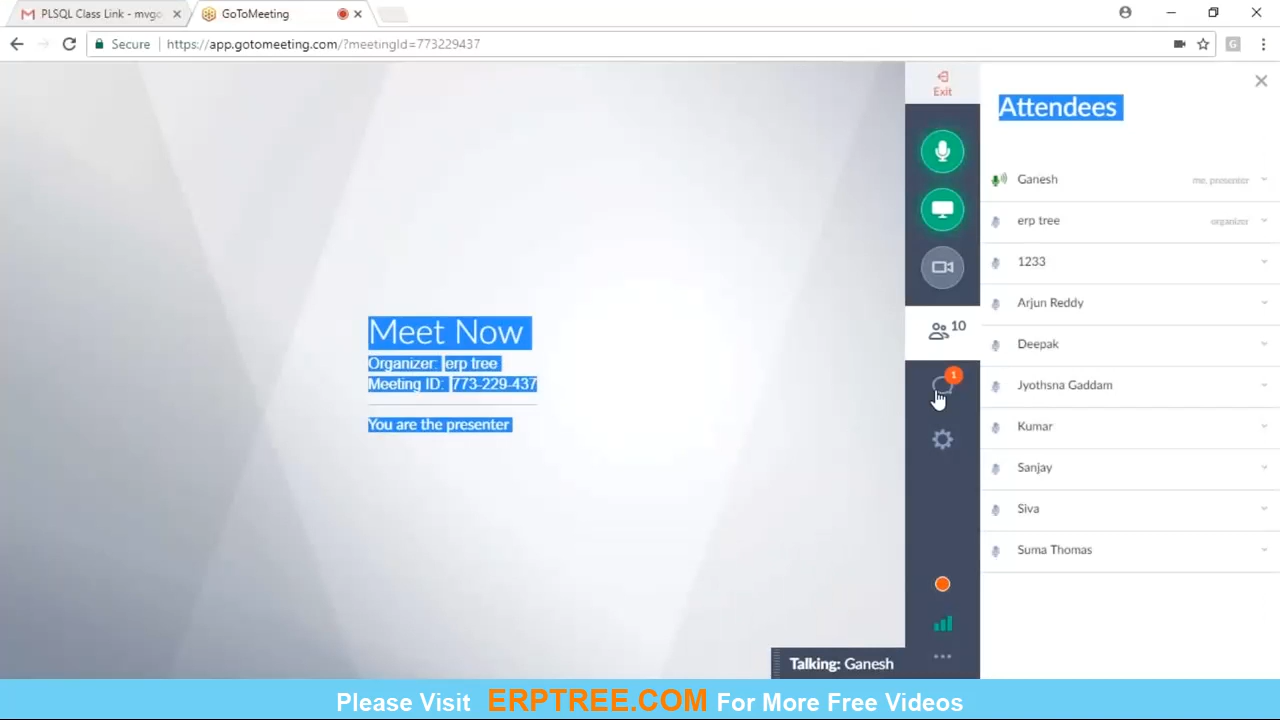 PLSQL Class Link - mvgo
GoToMeeting
Secure https://app.gotomeeting.com/?meetingId=773229437
G
Exit
Attendees
Ganesh me, presenter
erp tree organizer
1233
Arjun Reddy
10
Deepak
1
Jyothsna Gaddam
Kumar
Sanjay
Siva
Suma Thomas
Meet Now
Organizer: erp tree
Meeting ID: 773-229-437
You are the presenter
Talking: Ganesh
Please Visit ERPTREE.COM For More Free Videos